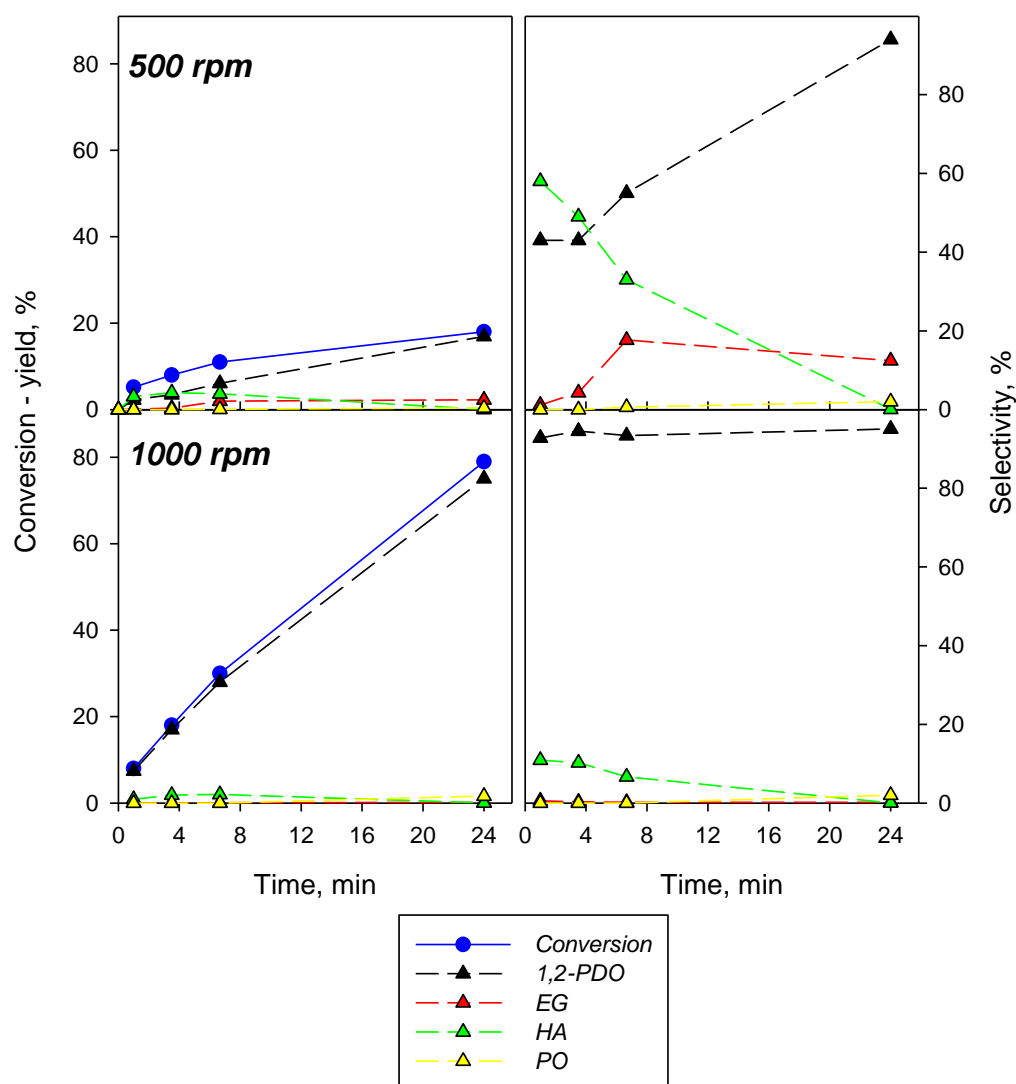 500 rpm
80
60
40
20
0
80
60
40
20
0
1000 rpm
80
60
40
20
0
80
60
40
20
0
Conversion - yield, %
Selectivity, %
0 4 8 12 16 20 24
0 4 8 12 16 20 24
Time, min
Time, min
Conversion
1,2-PDO
EG
HA
PO